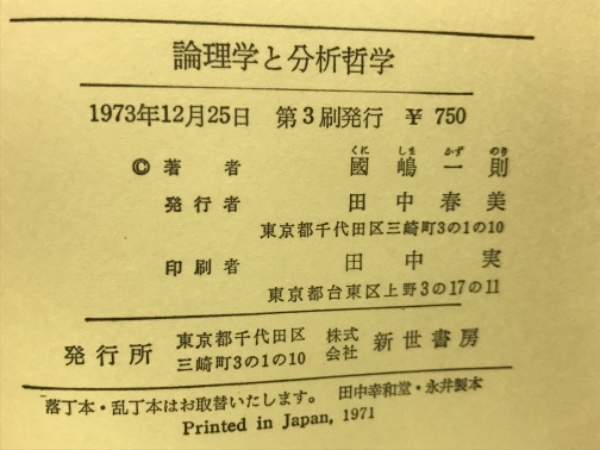 論理学と分析哲学
1973年12月25日 第3刷発行 ¥ 750
くに しま かず のり
© 著者 國嶋一則
発行者 田中春美
東京都千代田区三崎町3の1の10
印刷者 田中実
東京都台東区上野3の17の11
発行所 東京都千代田区三崎町3の1の10 株式会社 新世書房
落丁本・乱丁本はお取替いたします。 田中幸和堂・永井製本
Printed in Japan, 1971